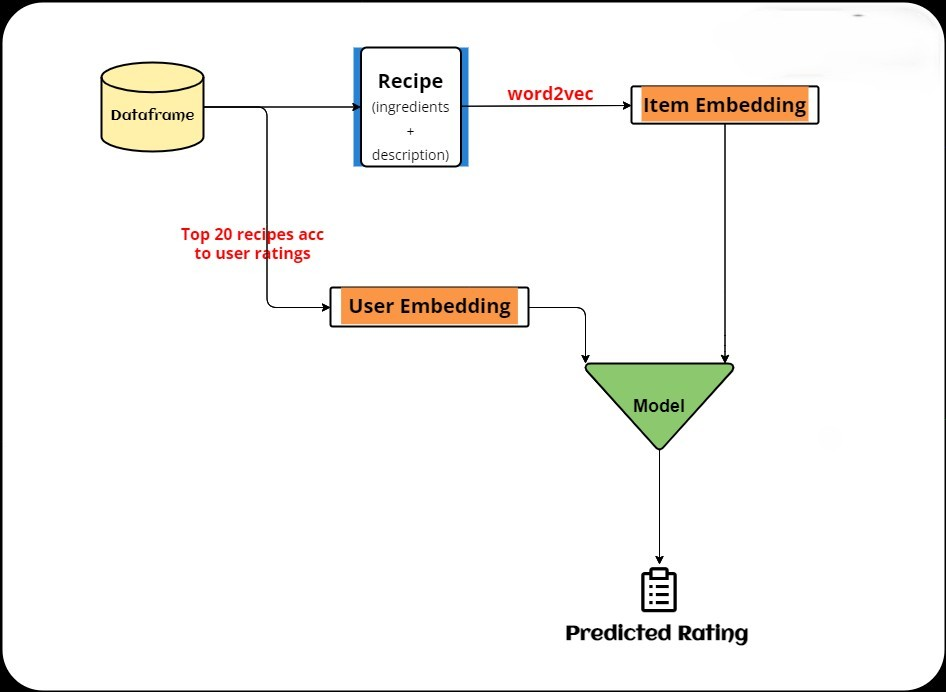 Dataframe
Recipe
(ingredients
+
description)
word2vec
Item Embedding
Top 20 recipes acc
to user ratings
User Embedding
Model
Predicted Rating